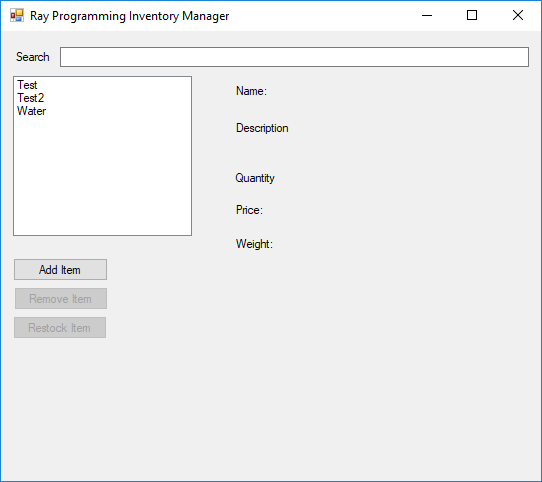 Ray Programming Inventory Manager
Search
Test
Test2
Water
Name:
Description
Quantity
Price:
Weight:
Add Item
Remove Item
Restock Item